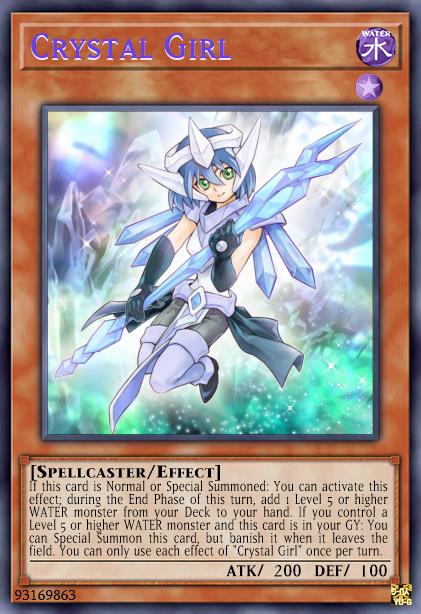 Crystal Girl
WATER
水
[Spellcaster/Effect]
If this card is Normal or Special Summoned: You can activate this
effect; during the End Phase of this turn, add 1 Level 5 or higher
WATER monster from your Deck to your hand. If you control a
Level 5 or higher WATER monster and this card is in your GY: You
can Special Summon this card, but banish it when it leaves the
field. You can only use each effect of "Crystal Girl" once per turn.
ATK/ 200 DEF/ 100
93169863